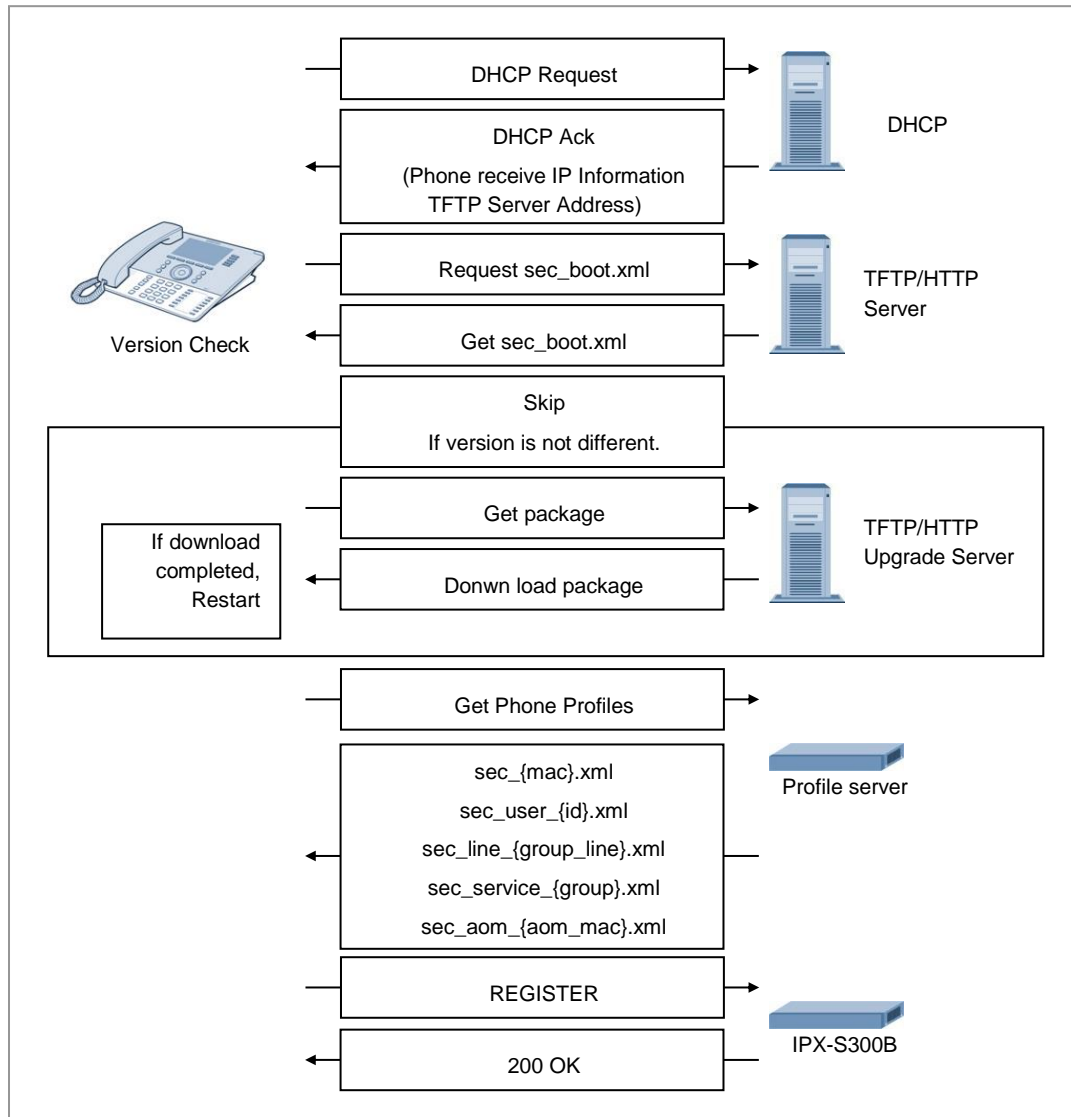 DHCP Request
DHCP
DHCP Ack
(Phone receive IP Information
TFTP Server Address)
Request sec_boot.xml
TFTP/HTTP
Server
Version Check
Get sec_boot.xml
Skip
If version is not different.
Get package
TFTP/HTTP
Upgrade Server
If download
completed,
Restart
Donwn load package
Get Phone Profiles
Profile server
sec_{mac}.xml
sec_user_{id}.xml
sec_line_{group_line}.xml
sec_service_{group}.xml
sec_aom_{aom_mac}.xml
REGISTER
IPX-S300B
200 OK